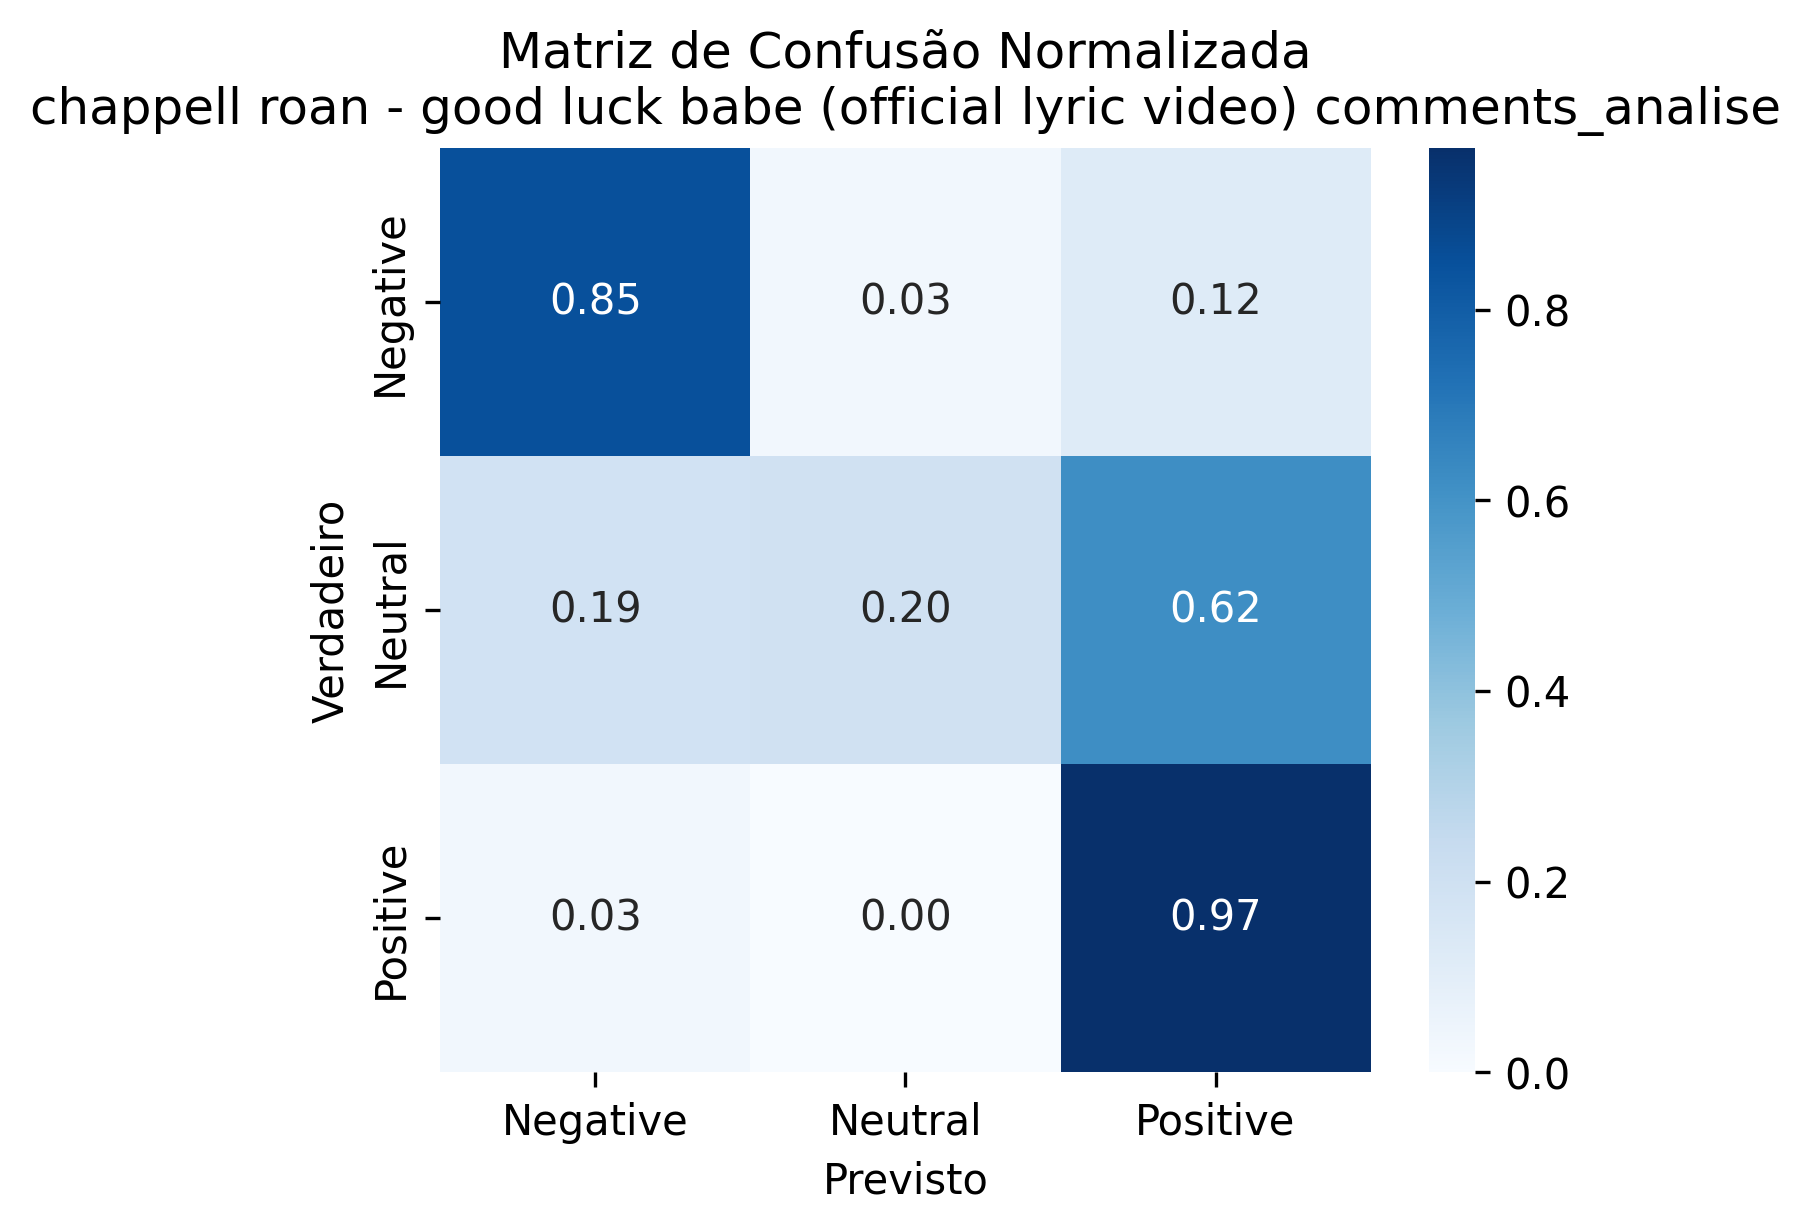 Matriz de Confusão Normalizada
chappell roan - good luck babe (official lyric video) comments_analise
Verdadeiro
Negative
0.85 0.03 0.12
Neutral
0.19 0.20 0.62
Positive
0.03 0.00 0.97
Negative Neutral Positive
Previsto
0.8
0.6
0.4
0.2
0.0